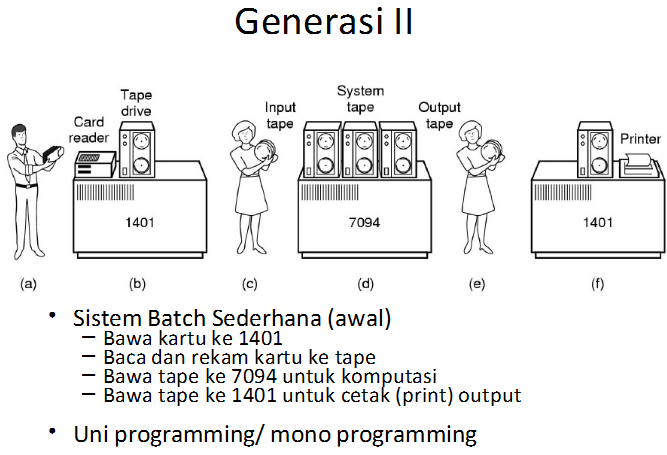 Generasi II
Card reader
Tape drive
Input tape
System tape
Output tape
Printer
1401
7094
1401
(a)
(b)
(c)
(d)
(e)
(f)
• Sistem Batch Sederhana (awal)
– Bawa kartu ke 1401
– Baca dan rekam kartu ke tape
– Bawa tape ke 7094 untuk komputasi
– Bawa tape ke 1401 untuk cetak (print) output
• Uni programming/ mono programming